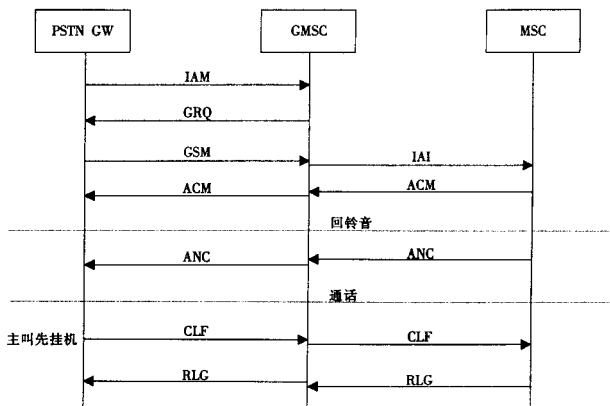 PSTN GW
GMSC
MSC
IAM
GRQ
GSM
IAI
ACM
ACM
回铃音
ANC
ANC
通话
主叫先挂机
CLF
CLF
RLG
RLG